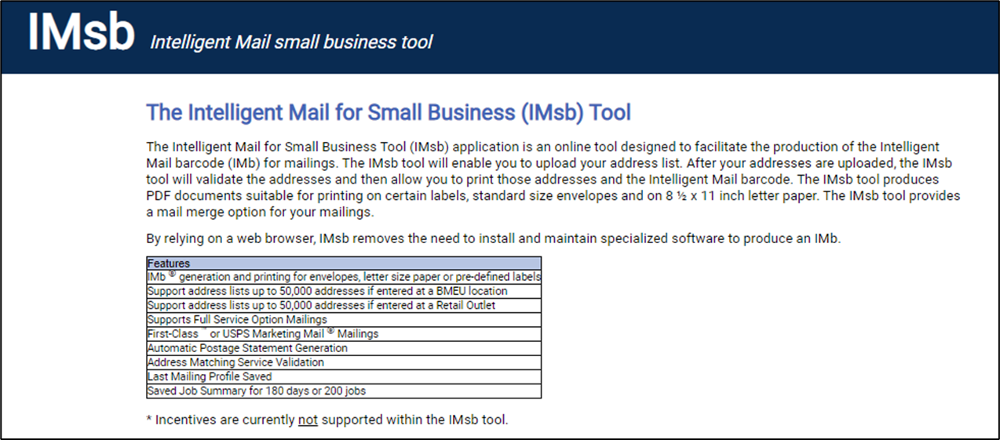 IMsb Intelligent Mail small business tool
The Intelligent Mail for Small Business (IMsb) Tool
The Intelligent Mail for Small Business Tool (IMsb) application is an online tool designed to facilitate the production of the Intelligent
Mail barcode (IMb) for mailings. The IMsb tool will enable you to upload your address list. After your addresses are uploaded, the IMsb
tool will validate the addresses and then allow you to print those addresses and the Intelligent Mail barcode. The IMsb tool produces
PDF documents suitable for printing on certain labels, standard size envelopes and on 8 ½ x 11 inch letter paper. The IMsb tool provides
a mail merge option for your mailings.
By relying on a web browser, IMsb removes the need to install and maintain specialized software to produce an IMb.
Features
IMb ® generation and printing for envelopes, letter size paper or pre-defined labels
Support address lists up to 50,000 addresses if entered at a BMEU location
Support address lists up to 50,000 addresses if entered at a Retail Outlet
Supports Full Service Option Mailings
First-Class ™ or USPS Marketing Mail ® Mailings
Automatic Postage Statement Generation
Address Matching Service Validation
Last Mailing Profile Saved
Saved Job Summary for 180 days or 200 jobs
* Incentives are currently not supported within the IMsb tool.